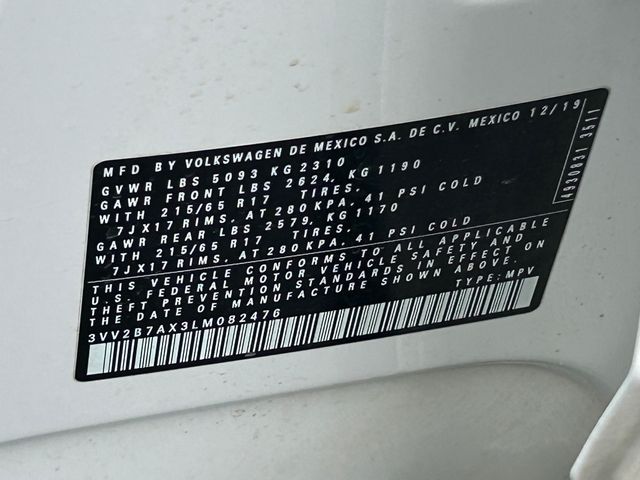 MFD BY VOLKSWAGEN DE MEXICO S.A. DE C.V. MEXICO 12/19
GVWR LBS 5093 KG 2310
GAWR FRONT LBS 2624, KG 1190
WITH 215/65 R17 TIRES,
7JX17 RIMS, AT 280 KPA, 41 PSI COLD
GAWR REAR LBS 2579, KG 1170
WITH 215/65 R17 TIRES,
7JX17 RIMS, AT 280 KPA, 41 PSI COLD
THIS VEHICLE CONFORMS TO ALL APPLICABLE
U.S. FEDERAL MOTOR VEHICLE SAFETY AND
THEFT PREVENTION STANDARDS IN EFFECT ON
THE DATE OF MANUFACTURE SHOWN ABOVE.
3VV2B7AX3LM082476 TYPE: MPV
4930831 3511